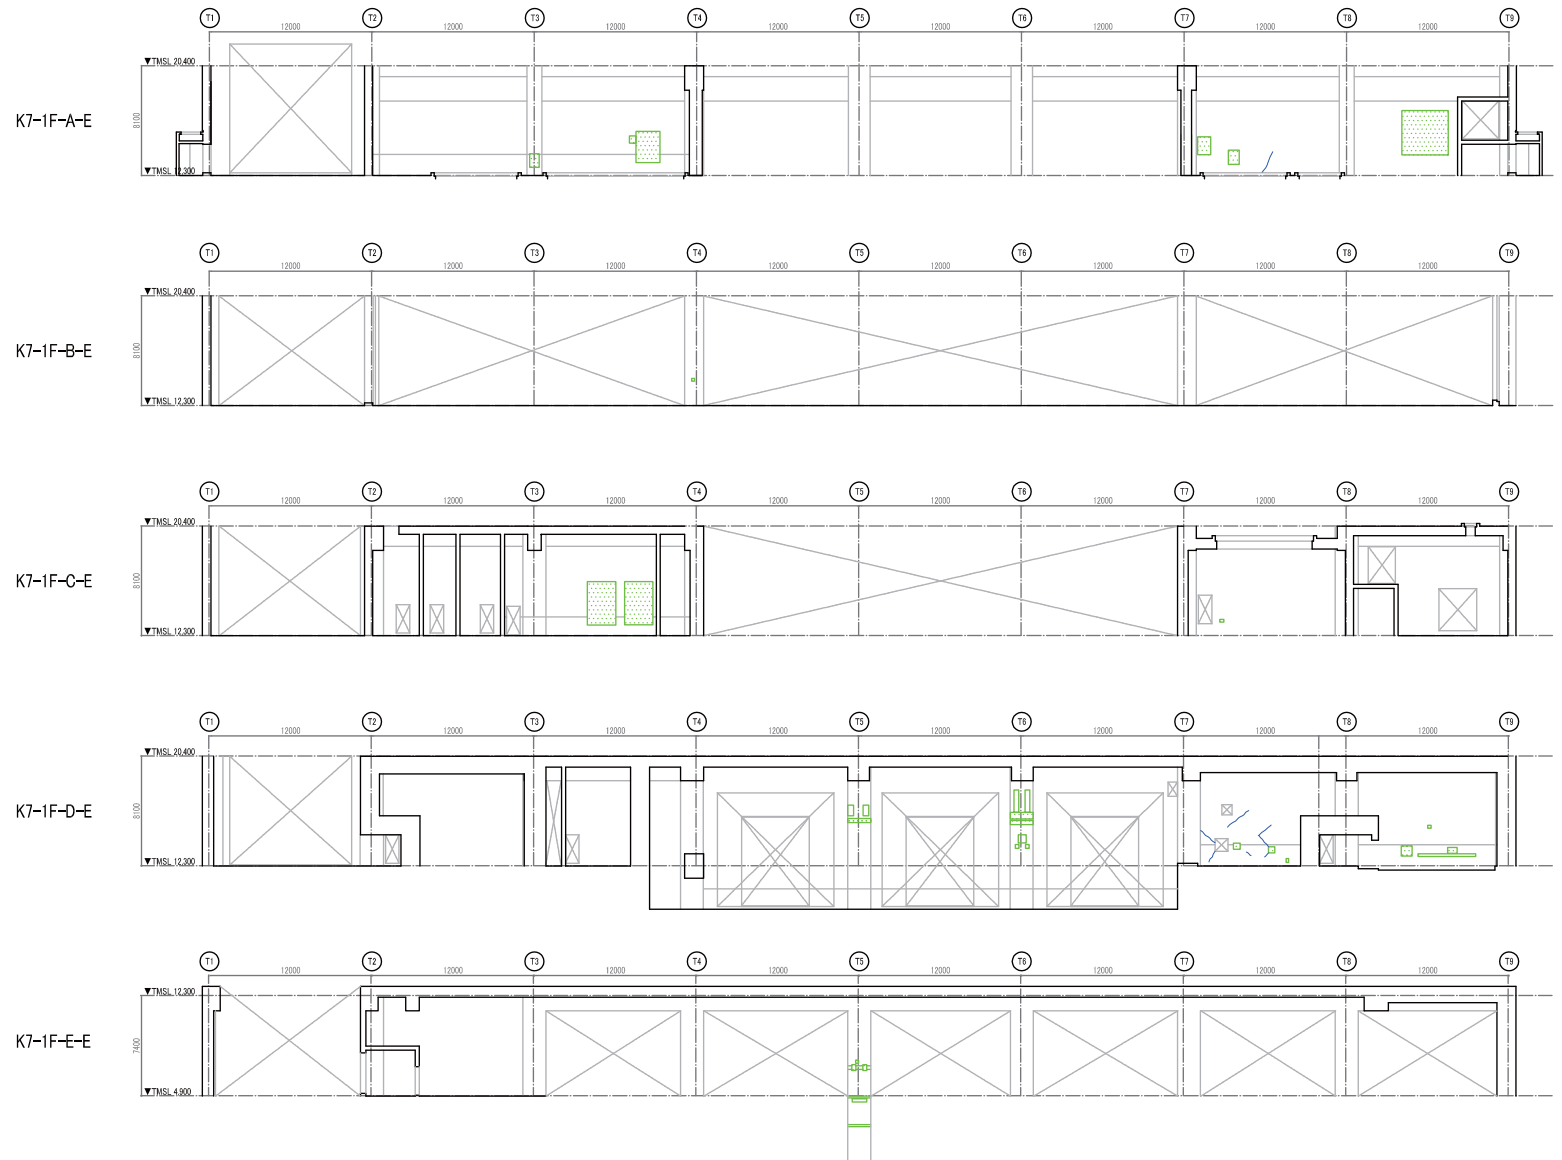 T1 T2 T3 T4 T5 T6 T7 T8 T9
12000 12000 12000 12000 12000 12000 12000 12000
▼TMSL 20,400
K7-1F-A-E
8100
▼TMSL 12,300
T1 T2 T3 T4 T5 T6 T7 T8 T9
12000 12000 12000 12000 12000 12000 12000 12000
▼TMSL 20,400
K7-1F-B-E
8100
▼TMSL 12,300
T1 T2 T3 T4 T5 T6 T7 T8 T9
12000 12000 12000 12000 12000 12000 12000 12000
▼TMSL 20,400
K7-1F-C-E
8100
▼TMSL 12,300
T1 T2 T3 T4 T5 T6 T7 T8 T9
12000 12000 12000 12000 12000 12000 12000 12000
▼TMSL 20,400
K7-1F-D-E
8100
▼TMSL 12,300
T1 T2 T3 T4 T5 T6 T7 T8 T9
12000 12000 12000 12000 12000 12000 12000 12000
▼TMSL 12,300
K7-1F-E-E
7400
▼TMSL 4,900